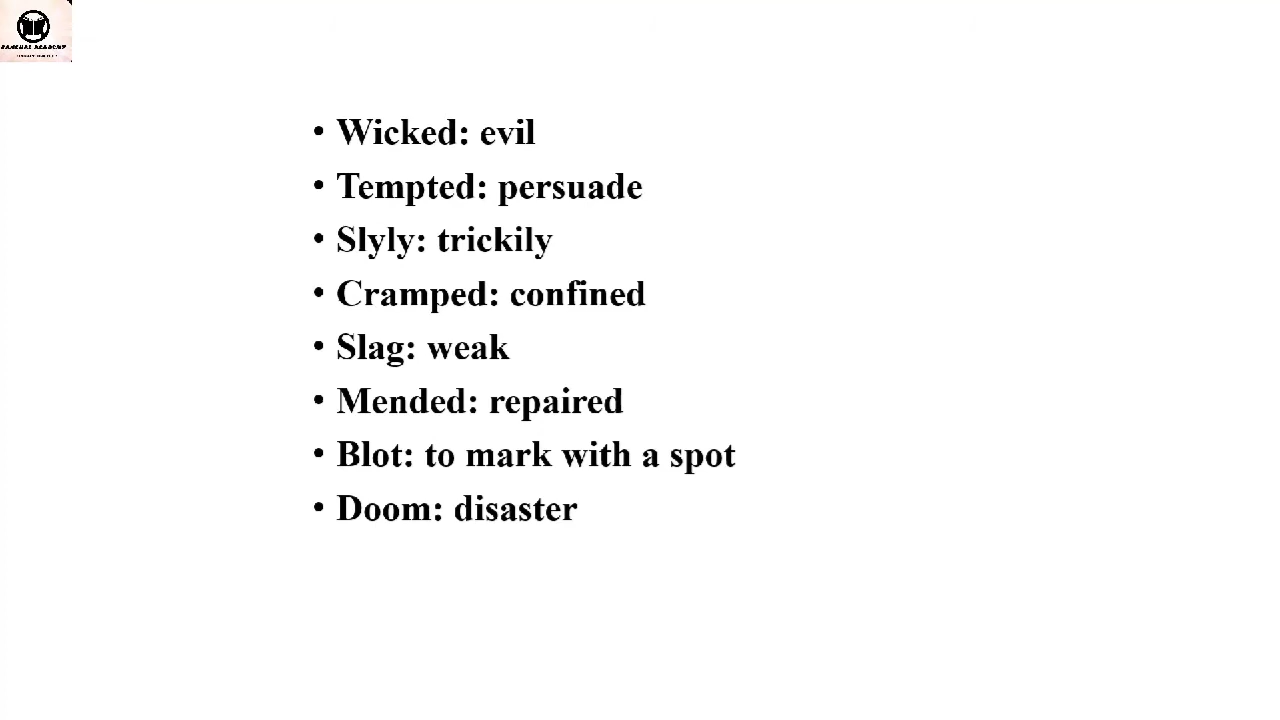 • Wicked: evil
• Tempted: persuade
• Slyly: trickily
• Cramped: confined
• Slag: weak
• Mended: repaired
• Blot: to mark with a spot
• Doom: disaster